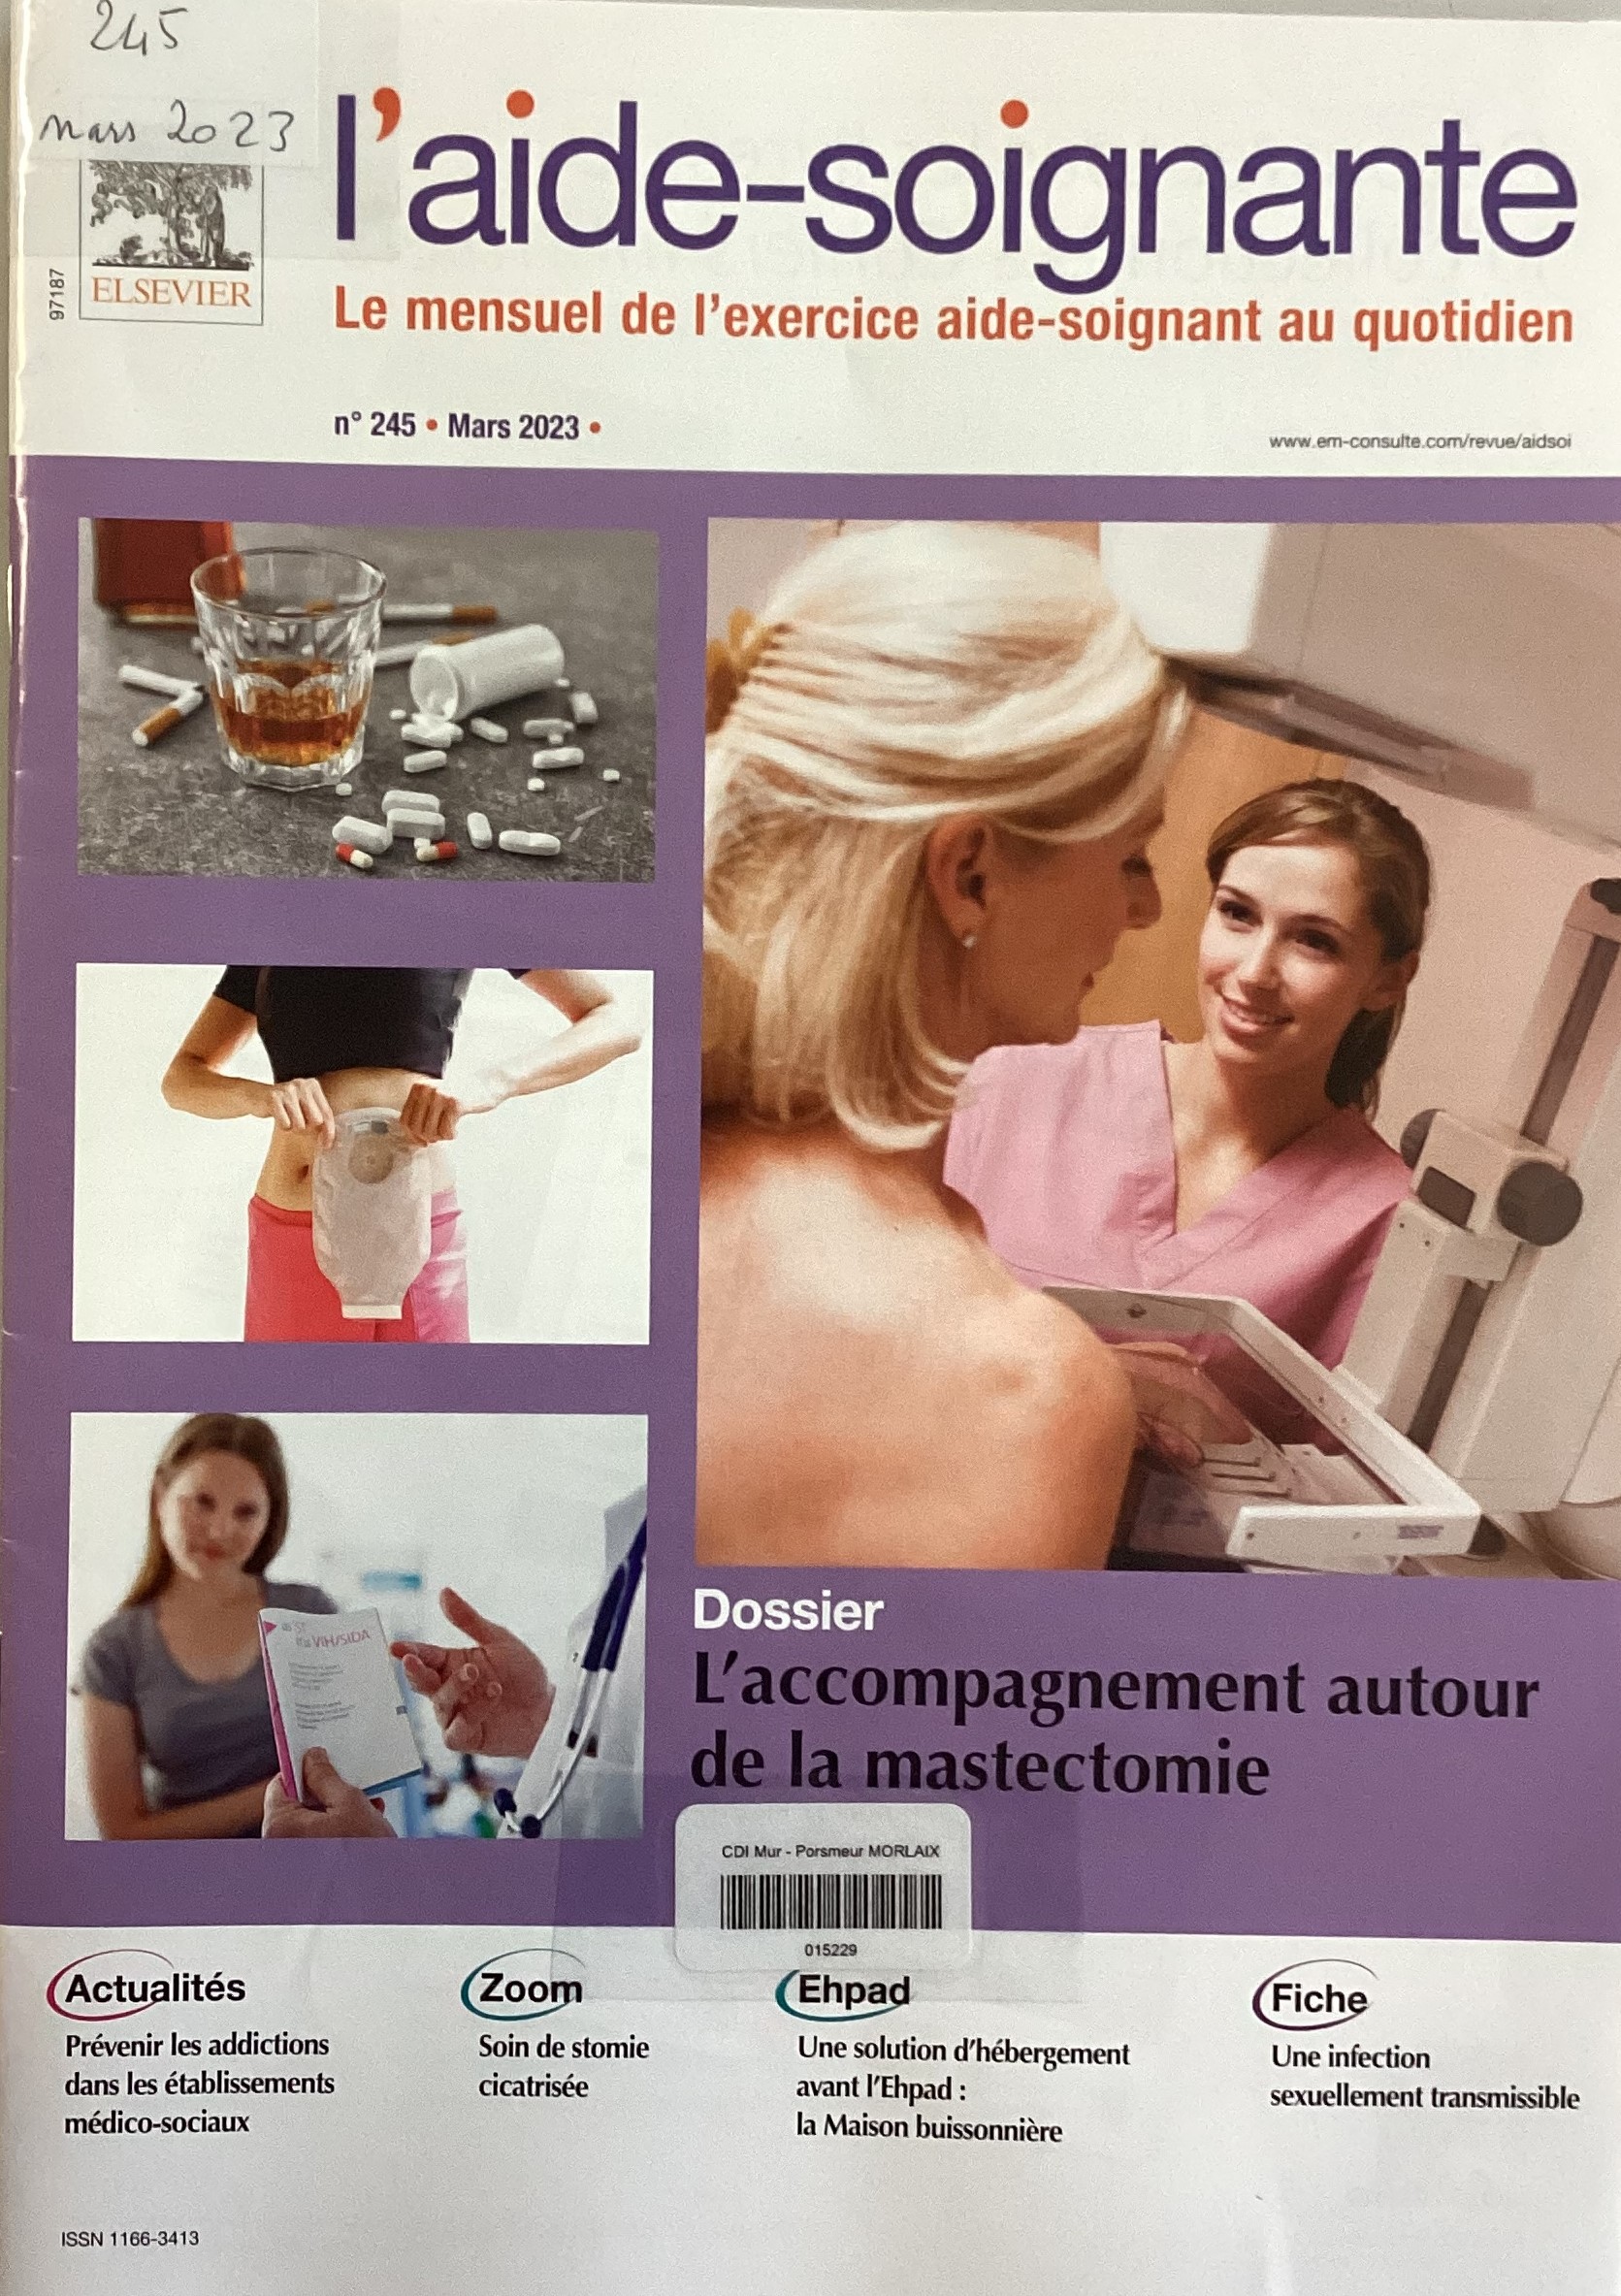 245
mars 2023
l'aide-soignante
97187
ELSEVIER
Le mensuel de l'exercice aide-soignant au quotidien
n° 245 • Mars 2023 •
www.em-consulte.com/revue/aidsoi
VIH/SIDA
Dossier
L'accompagnement autour
de la mastectomie
CDI Mur - Porsmeur MORLAIX
015229
Actualités
Prévenir les addictions
dans les établissements
médico-sociaux
Zoom
Soin de stomie
cicatrisée
Ehpad
Une solution d'hébergement
avant l'Ehpad :
la Maison buissonnière
Fiche
Une infection
sexuellement transmissible
ISSN 1166-3413